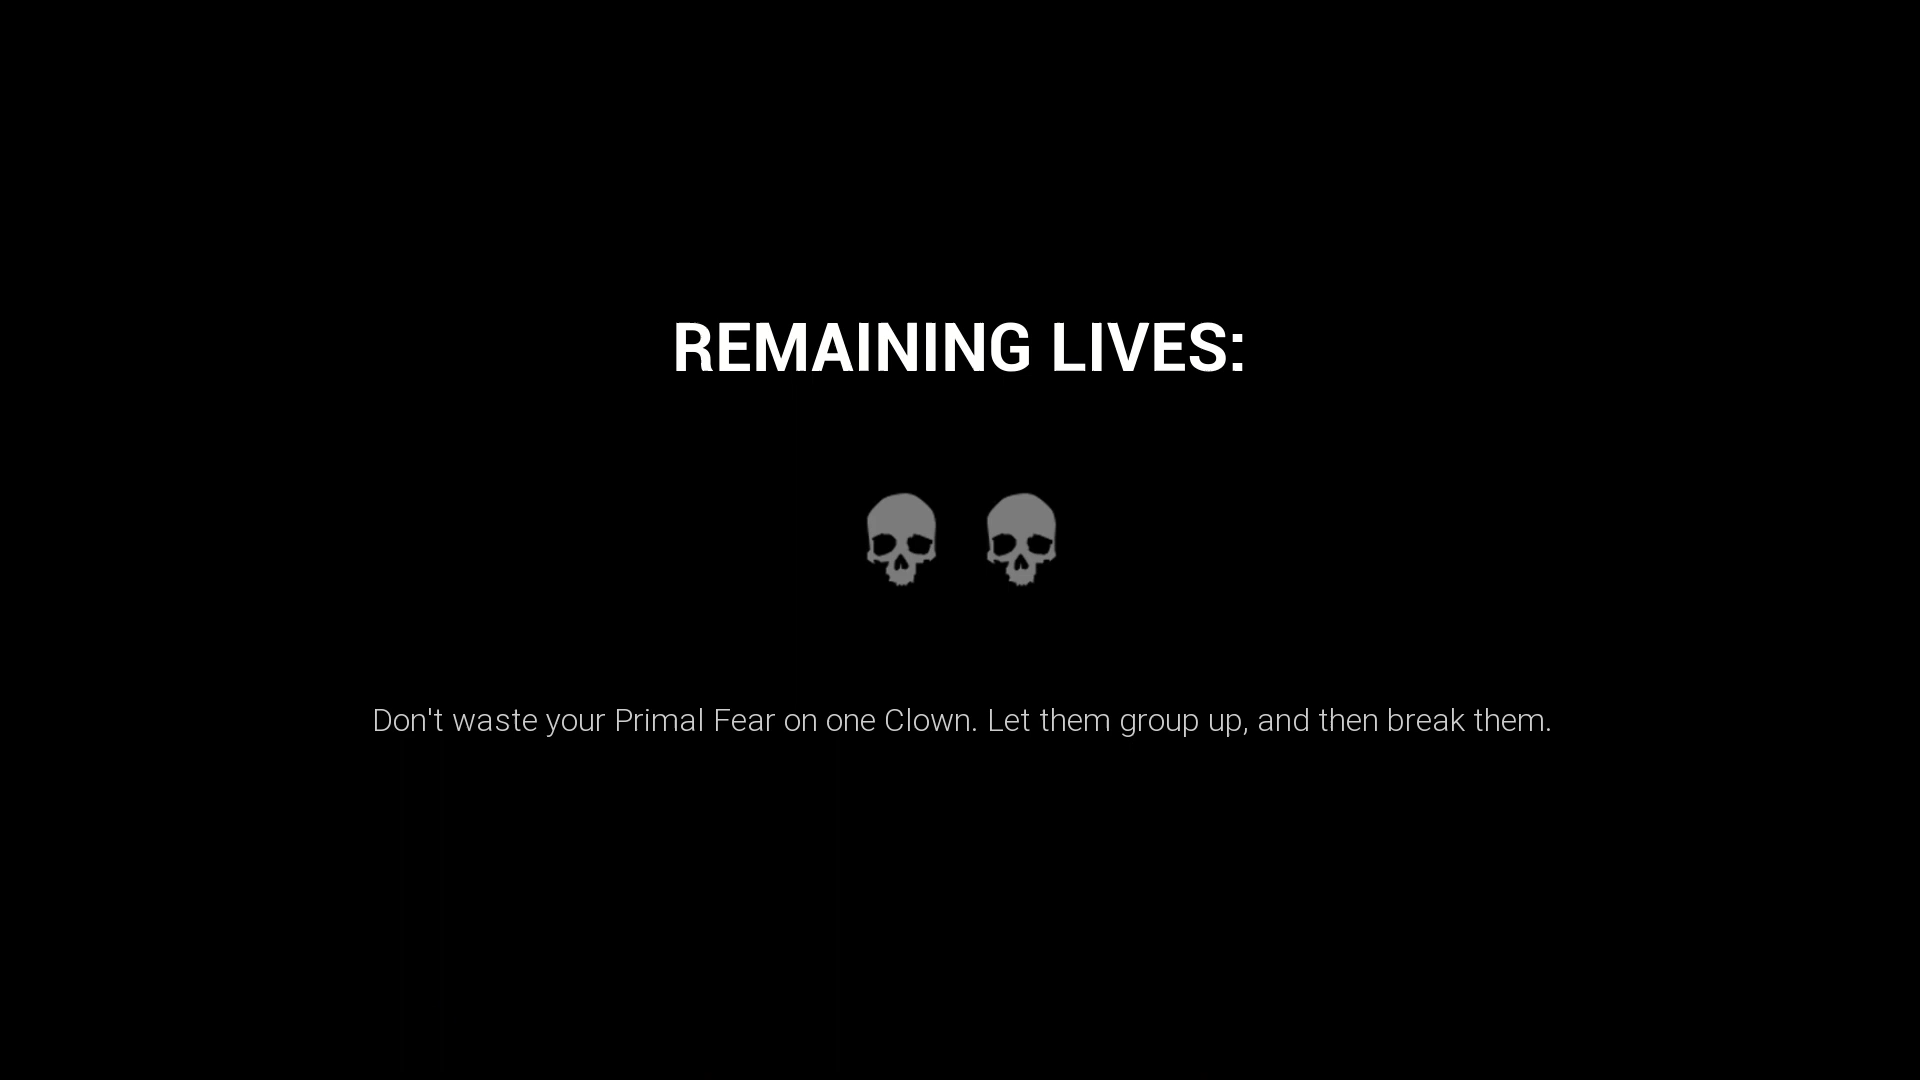 REMAINING LIVES:
Don't waste your Primal Fear on one Clown. Let them group up, and then break them.